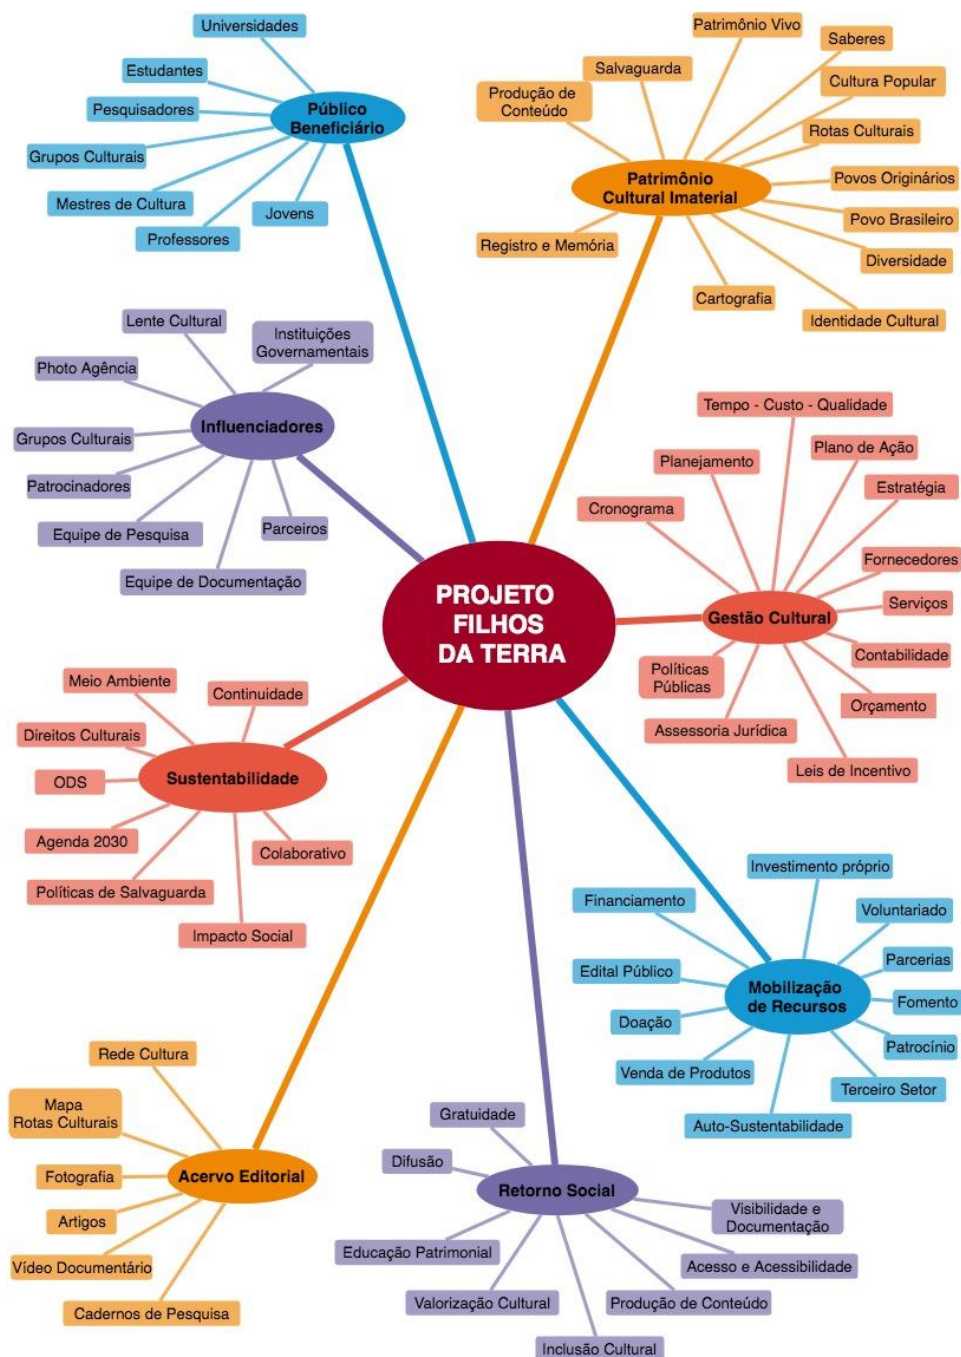 Universidades
Estudantes
Pesquisadores
Grupos Culturais
Mestres de Cultura
Professores
Jovens
Público
Beneficiário
Patrimônio Vivo
Saberes
Salvaguarda
Produção de
Conteúdo
Cultura Popular
Rotas Culturais
Povos Originários
Povo Brasileiro
Diversidade
Identidade Cultural
Cartografia
Registro e Memória
Patrimônio
Cultural Imaterial
Lente Cultural
Instituições
Governamentais
Photo Agência
Grupos Culturais
Patrocinadores
Equipe de Pesquisa
Equipe de Documentação
Parceiros
Influenciadores
Tempo - Custo - Qualidade
Plano de Ação
Planejamento
Estratégia
Cronograma
Fornecedores
Serviços
Contabilidade
Orçamento
Leis de Incentivo
Assessoria Jurídica
Políticas
Públicas
Gestão Cultural
PROJETO
FILHOS
DA TERRA
Meio Ambiente
Continuidade
Direitos Culturais
ODS
Agenda 2030
Políticas de Salvaguarda
Impacto Social
Colaborativo
Sustentabilidade
Investimento próprio
Financiamento
Voluntariado
Parcerias
Edital Público
Fomento
Doação
Patrocínio
Venda de Produtos
Terceiro Setor
Auto-Sustentabilidade
Mobilização
de Recursos
Rede Cultura
Mapa
Rotas Culturais
Fotografia
Artigos
Vídeo Documentário
Cadernos de Pesquisa
Acervo Editorial
Gratuidade
Difusão
Educação Patrimonial
Valorização Cultural
Inclusão Cultural
Produção de Conteúdo
Acesso e Acessibilidade
Visibilidade e
Documentação
Retorno Social